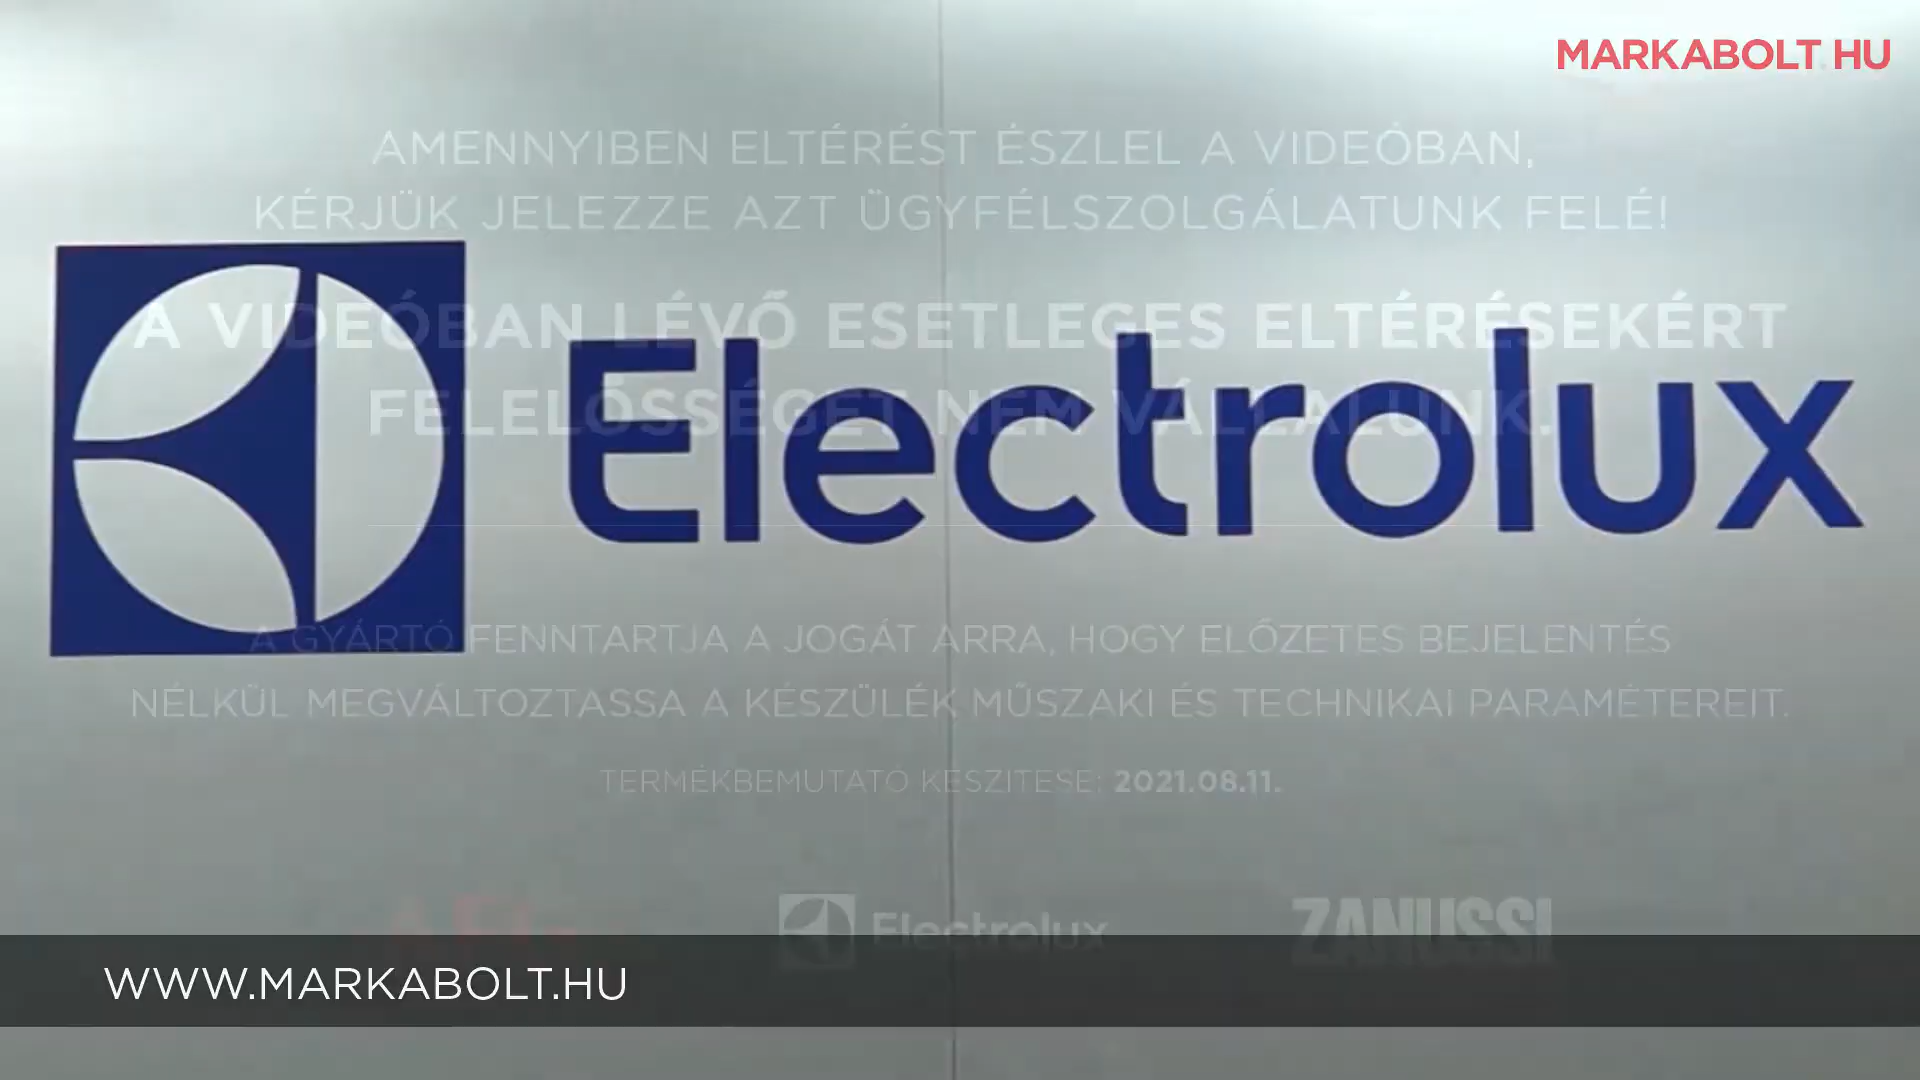 MARKABOLT.HU
AMENNYIBEN ELTÉRÉST ÉSZLEL A VIDEÓBAN,
KÉRJÜK JELEZZE AZT ÜGYFÉLSZOLGÁLATUNK FELÉ!
A VIDEÓBAN LÉVŐ ESETLEGES ELTÉRÉSEKÉRT
FELELŐSSÉGET NEM VÁLLALUNK.
Electrolux
A GYÁRTÓ FENNTARTJA A JOGÁT ARRA, HOGY ELŐZETES BEJELENTÉS
NÉLKÜL MEGVÁLTOZTASSA A KÉSZÜLÉK MŰSZAKI ÉS TECHNIKAI PARAMÉTEREIT.
TERMÉKBEMUTATÓ KÉSZÍTÉSE: 2021.08.11.
AEG Electrolux ZANUSSI
WWW.MARKABOLT.HU